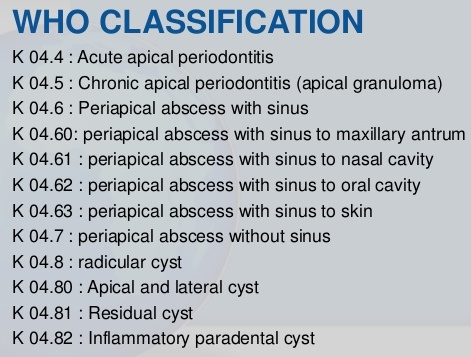 WHO CLASSIFICATION
K 04.4 : Acute apical periodontitis
K 04.5 : Chronic apical periodontitis (apical granuloma)
K 04.6 : Periapical abscess with sinus
K 04.60: periapical abscess with sinus to maxillary antrum
K 04.61 : periapical abscess with sinus to nasal cavity
K 04.62 : periapical abscess with sinus to oral cavity
K 04.63 : periapical abscess with sinus to skin
K 04.7 : periapical abscess without sinus
K 04.8 : radicular cyst
K 04.80 : Apical and lateral cyst
K 04.81 : Residual cyst
K 04.82 : Inflammatory paradental cyst